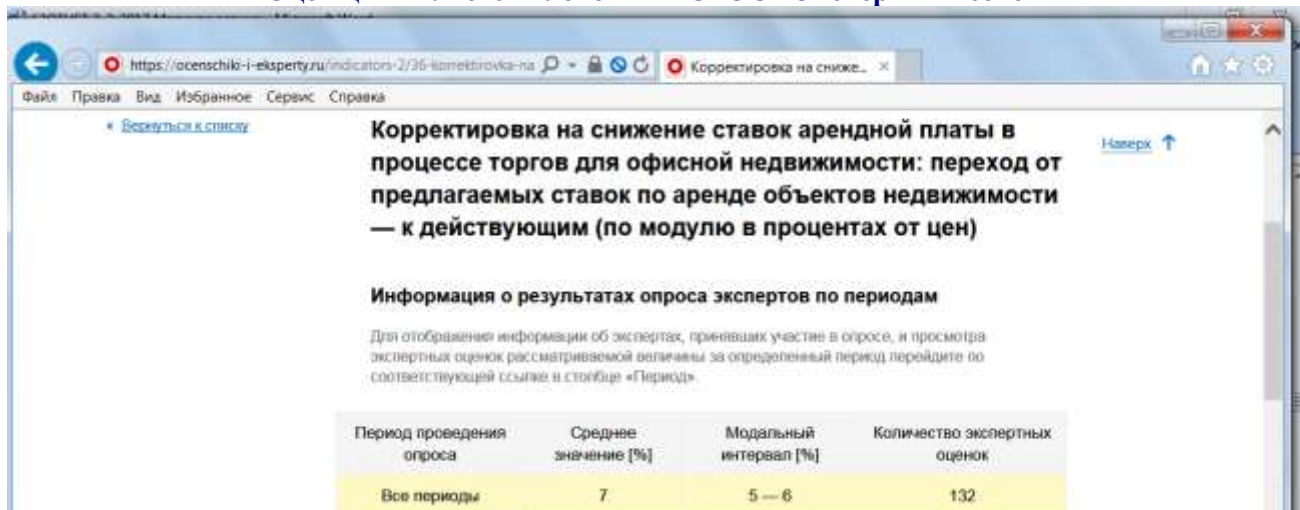 https://ocenschiki-i-eksperty.ru/indicators-2/36-korrektirovka-na
Корректировка на сниже...
Файл Правка Вид Избранное Сервис Справка
Вернуться к списку
Наверх ↑
Корректировка на снижение ставок арендной платы в
процессе торгов для офисной недвижимости: переход от
предлагаемых ставок по аренде объектов недвижимости
— к действующим (по модулю в процентах от цен)
Информация о результатах опроса экспертов по периодам
Для отображения информации об экспертах, принявших участие в опросе, и просмотра
экспертных оценок рассматриваемой величины за определенный период перейдите по
соответствующей ссылке в столбце «Период»
Период проведения опроса Среднее значение [%] Модальный интервал [%] Количество экспертных оценок
Все периоды 7 5 — 6 132